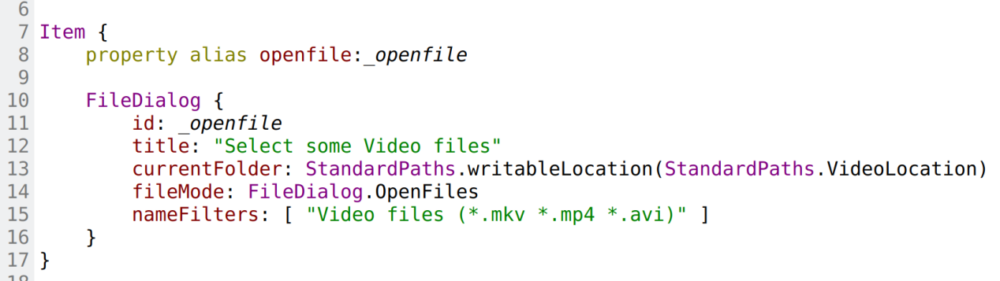 6
7 Item {
8     property alias openfile:_openfile
9
10     FileDialog {
11         id: _openfile
12         title: "Select some Video files"
13         currentFolder: StandardPaths.writableLocation(StandardPaths.VideoLocation)
14         fileMode: FileDialog.OpenFiles
15         nameFilters: [ "Video files (*.mkv *.mp4 *.avi)" ]
16     }
17 }
18